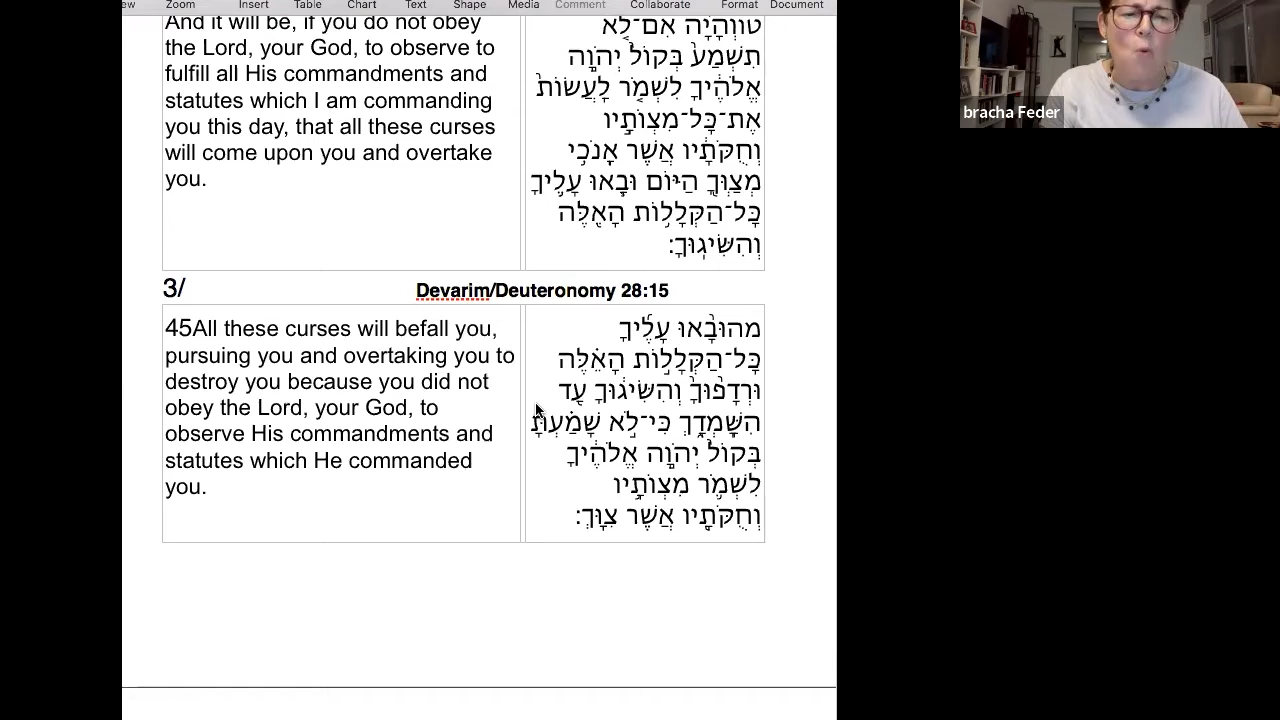 ew Zoom Insert Table Chart Text Shape Media Comment Collaborate Format Document
And it will be, if you do not obey
the Lord, your God, to observe to
fulfill all His commandments and
statutes which I am commanding
you this day, that all these curses
will come upon you and overtake
you.
טווְהָיָ֗ה אִם־לֹ֤א
תִשְׁמַע֙ בְּקוֹל֙ יְהֹוָ֣ה
אֱלֹהֶ֔יךָ לִשְׁמֹ֤ר לַֽעֲשׂוֹת֙
אֶת־כָּל־מִצְו‍ֹתָ֣יו
וְחֻקֹּתָ֔יו אֲשֶׁ֛ר אָֽנֹכִ֥י
מְצַוְּךָ֖ הַיּ֑וֹם וּבָ֧אוּ עָלֶ֛יךָ
כָּל־הַקְּלָל֥וֹת הָאֵ֖לֶּה
וְהִשִּׂיגֽוּךָ:
3/ Devarim/Deuteronomy 28:15
45All these curses will befall you,
pursuing you and overtaking you to
destroy you because you did not
obey the Lord, your God, to
observe His commandments and
statutes which He commanded
you.
מהוּבָ֨אוּ עָלֶ֜יךָ
כָּל־הַקְּלָל֣וֹת הָאֵ֗לֶּה
וּרְדָפ֨וּךָ֙ וְהִשִּׂיג֔וּךָ עַ֖ד
הִשָּֽׁמְדָ֑ךְ כִּי־לֹ֣א שָׁמַ֗עְתָּ
בְּקוֹל֙ יְהֹוָ֣ה אֱלֹהֶ֔יךָ
לִשְׁמֹ֛ר מִצְו‍ֹתָ֥יו
וְחֻקֹּתָ֖יו אֲשֶׁ֥ר צִוָּֽךְ:
bracha Feder